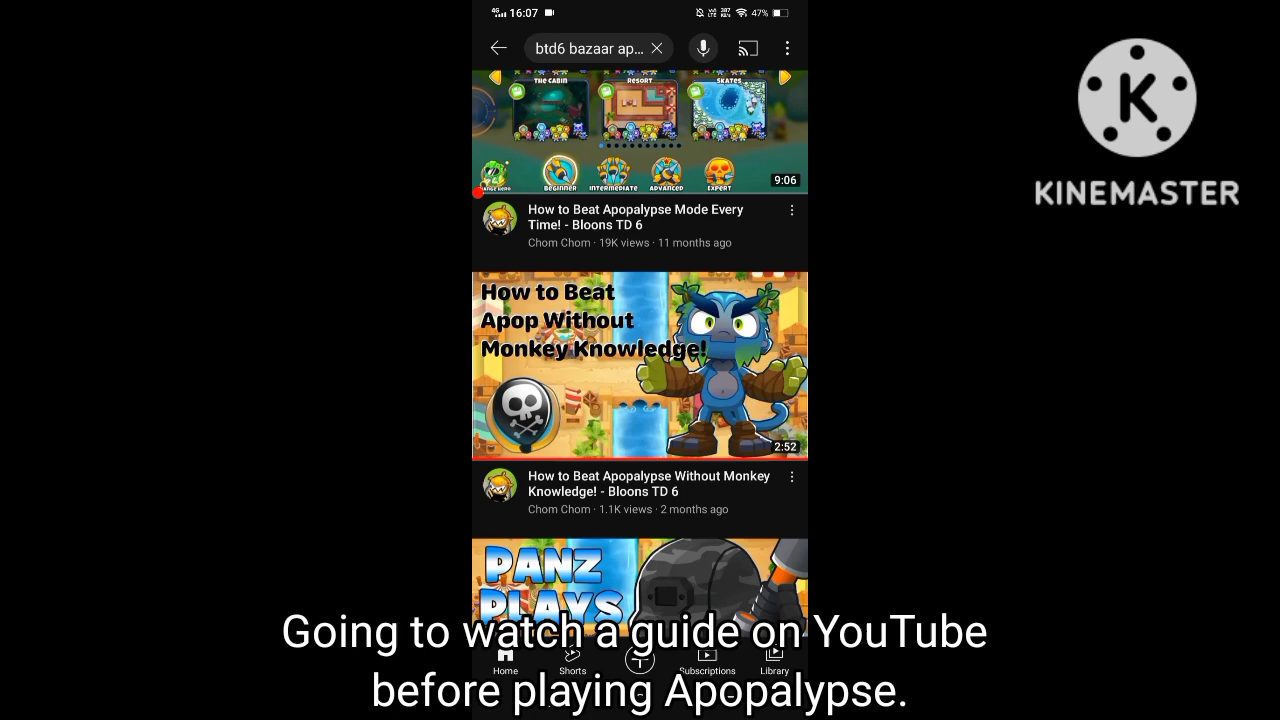 4G 16:07 47%
btd6 bazaar ap...
THE CABIN RESORT SKATES
BEGINNER INTERMEDIATE ADVANCED EXPERT
9:06
How to Beat Apopalypse Mode Every
Time! - Bloons TD 6
Chom Chom · 19K views · 11 months ago
How to Beat
Apop Without
Monkey Knowledge!
2:52
How to Beat Apopalypse Without Monkey
Knowledge! - Bloons TD 6
Chom Chom · 1.1K views · 2 months ago
PANZ
PLAYS
Home Shorts Subscriptions Library
Going to watch a guide on YouTube
before playing Apopalypse.
K
KINEMASTER